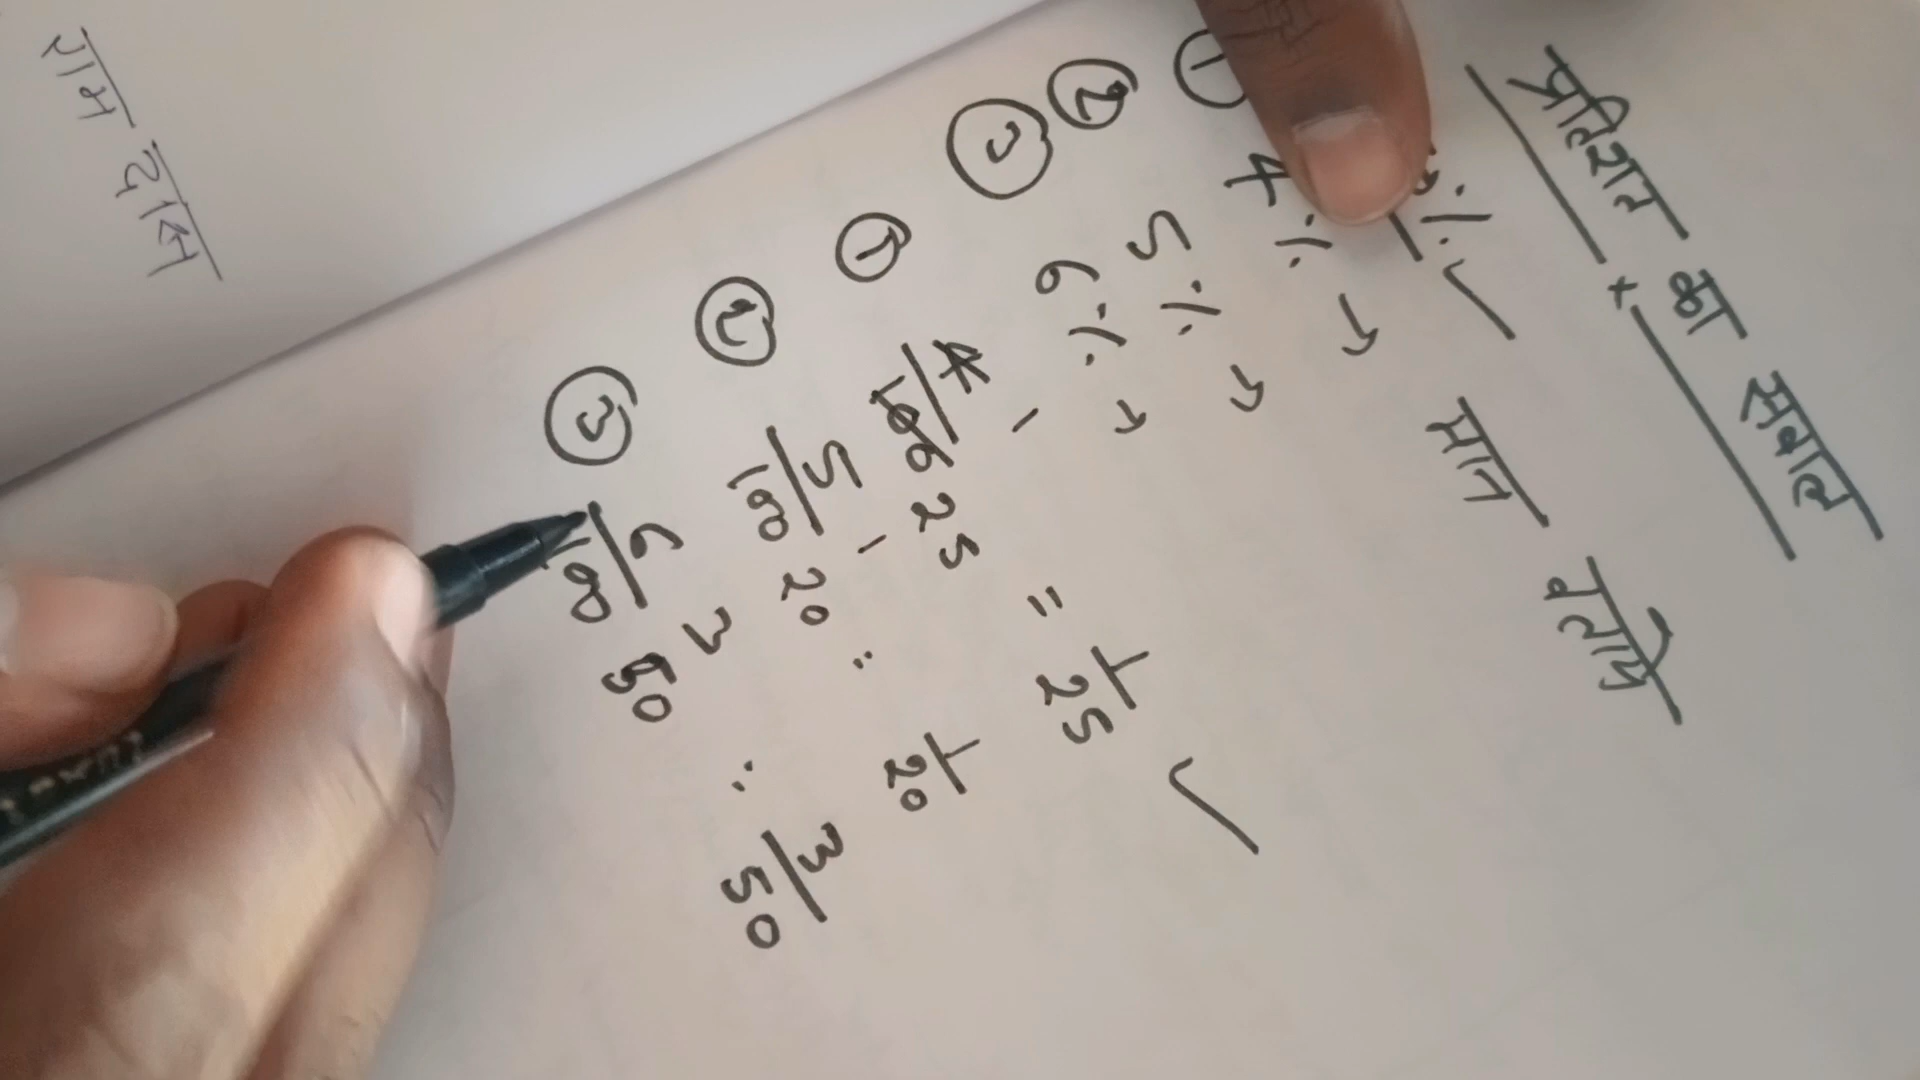 प्रतिशत का सवाल
×
% मान बताये
① 4% →
② 5% →
③ 6% →
① 4/100 - 25 = 1/25
② 5/100 - 20 = 1/20
③ 6/100 3 50 = 3/50
राम दास